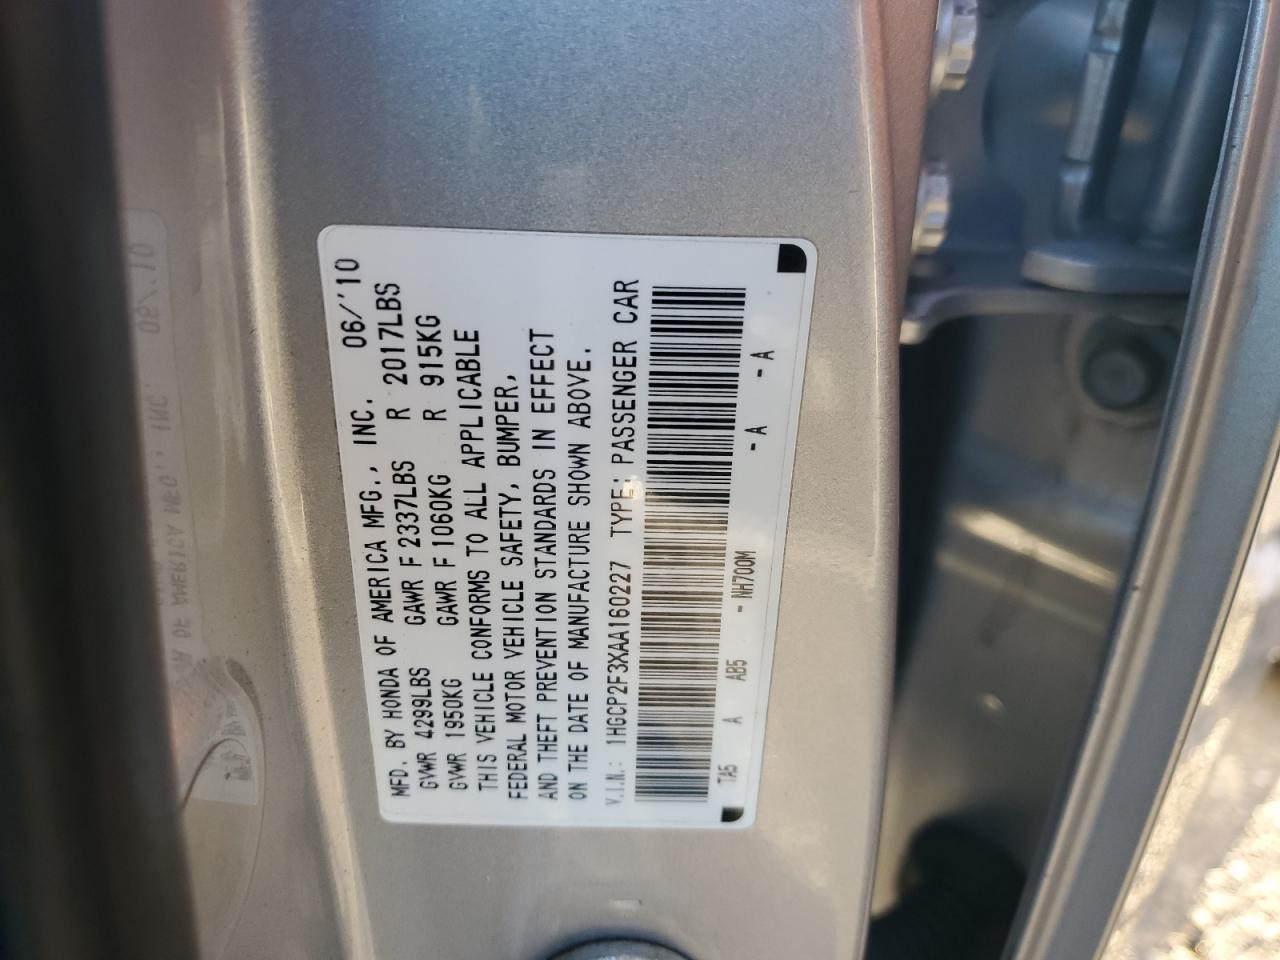 MFD. BY HONDA OF AMERICA MFG., INC. 06/'10
GVWR 4299LBS GAWR F 2337LBS R 2017LBS
GVWR 1950KG GAWR F 1060KG R 915KG
THIS VEHICLE CONFORMS TO ALL APPLICABLE
FEDERAL MOTOR VEHICLE SAFETY, BUMPER,
AND THEFT PREVENTION STANDARDS IN EFFECT
ON THE DATE OF MANUFACTURE SHOWN ABOVE.
V.I.N.: 1HGCP2F3XAA160227 TYPE: PASSENGER CAR
TA5 A AB5 - NH700M - A - A